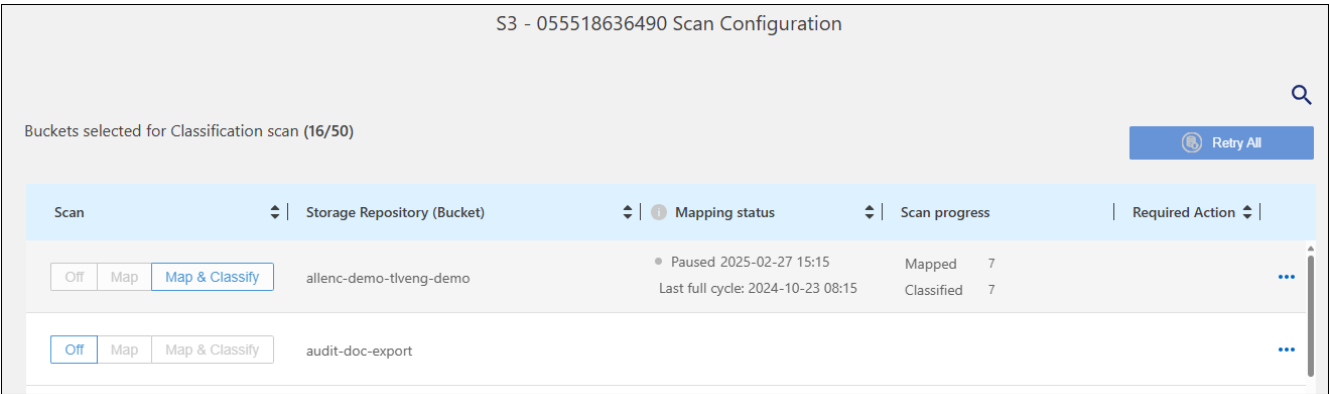 S3 - 055518636490 Scan Configuration
Buckets selected for Classification scan (16/50)
Retry All
Scan Storage Repository (Bucket) Mapping status Scan progress Required Action
Off Map Map & Classify allenc-demo-tlveng-demo Paused 2025-02-27 15:15 Mapped 7
Last full cycle: 2024-10-23 08:15 Classified 7
Off Map Map & Classify audit-doc-export